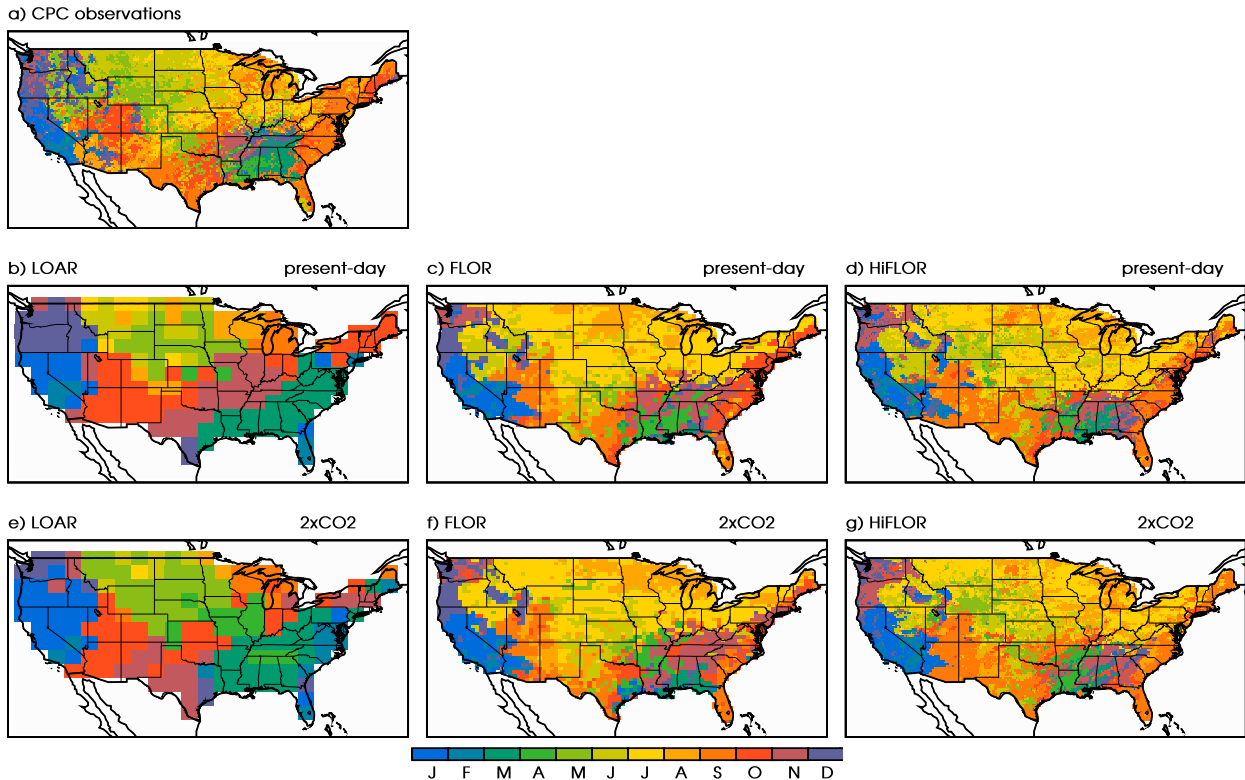 a) CPC observations
b) LOAR present-day
c) FLOR present-day
d) HiFLOR present-day
e) LOAR 2xCO2
f) FLOR 2xCO2
g) HiFLOR 2xCO2
J F M A M J J A S O N D